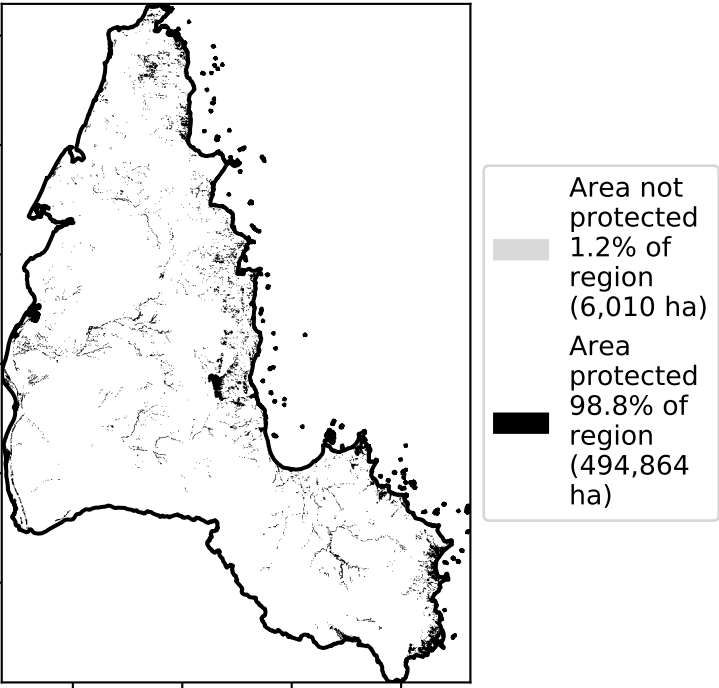 Area not
protected
1.2% of
region
(6,010 ha)
Area
protected
98.8% of
region
(494,864
ha)